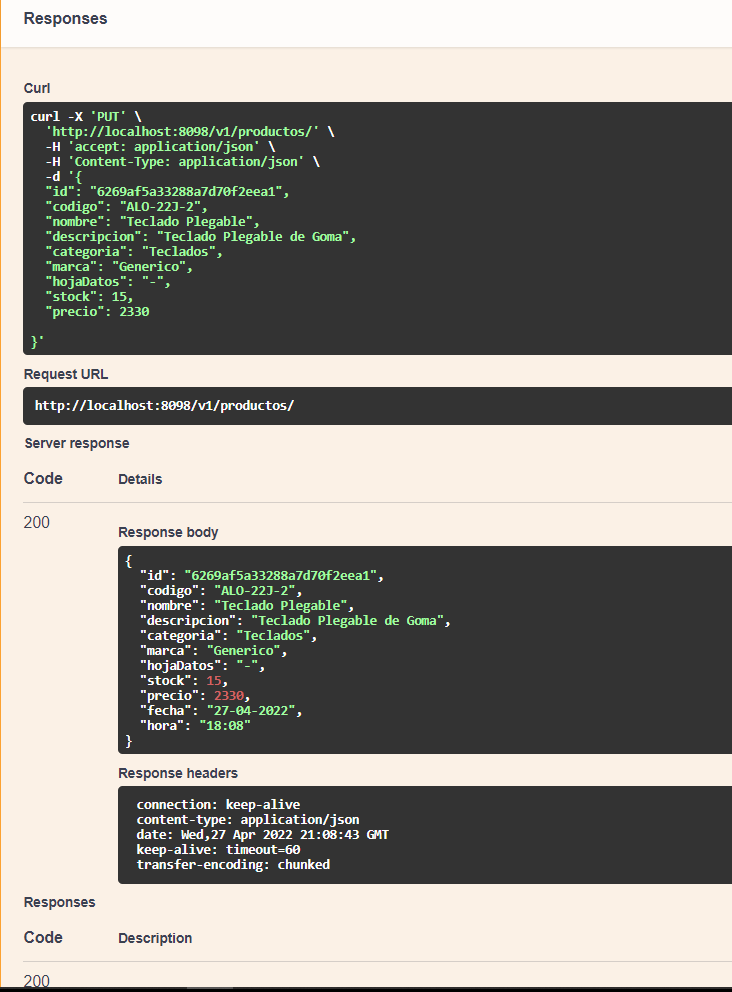 Responses
Curl
curl -X 'PUT' \
  'http://localhost:8098/v1/productos/' \
  -H 'accept: application/json' \
  -H 'Content-Type: application/json' \
  -d '{
  "id": "6269af5a33288a7d70f2eea1",
  "codigo": "ALO-22J-2",
  "nombre": "Teclado Plegable",
  "descripcion": "Teclado Plegable de Goma",
  "categoria": "Teclados",
  "marca": "Generico",
  "hojaDatos": "-",
  "stock": 15,
  "precio": 2330
}'
Request URL
http://localhost:8098/v1/productos/
Server response
Code Details
200
Response body
{
  "id": "6269af5a33288a7d70f2eea1",
  "codigo": "ALO-22J-2",
  "nombre": "Teclado Plegable",
  "descripcion": "Teclado Plegable de Goma",
  "categoria": "Teclados",
  "marca": "Generico",
  "hojaDatos": "-",
  "stock": 15,
  "precio": 2330,
  "fecha": "27-04-2022",
  "hora": "18:08"
}
Response headers
connection: keep-alive
content-type: application/json
date: Wed,27 Apr 2022 21:08:43 GMT
keep-alive: timeout=60
transfer-encoding: chunked
Responses
Code Description
200